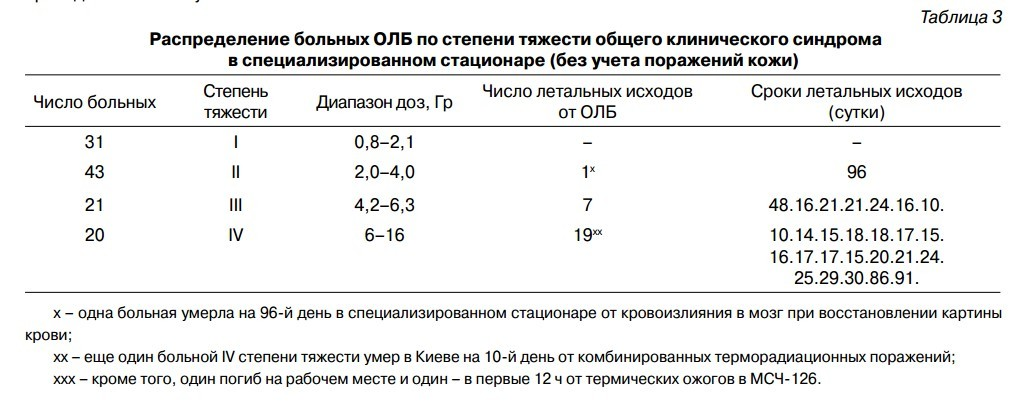 Таблица 3
Распределение больных ОЛБ по степени тяжести общего клинического синдрома
в специализированном стационаре (без учета поражений кожи)
Число больных Степень тяжести Диапазон доз, Гр Число летальных исходов от ОЛБ Сроки летальных исходов (сутки)
31 I 0,8–2,1 – –
43 II 2,0–4,0 1х 96
21 III 4,2–6,3 7 48.16.21.21.24.16.10.
20 IV 6–16 19хх 10.14.15.18.18.17.15.
16.17.17.15.20.21.24.
25.29.30.86.91.
х – одна больная умерла на 96-й день в специализированном стационаре от кровоизлияния в мозг при восстановлении картины
крови;
хх – еще один больной IV степени тяжести умер в Киеве на 10-й день от комбинированных терморадиационных поражений;
ххх – кроме того, один погиб на рабочем месте и один – в первые 12 ч от термических ожогов в МСЧ-126.